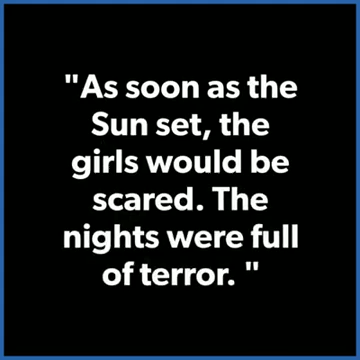 "As soon as the
Sun set, the
girls would be
scared. The
nights were full
of terror. "